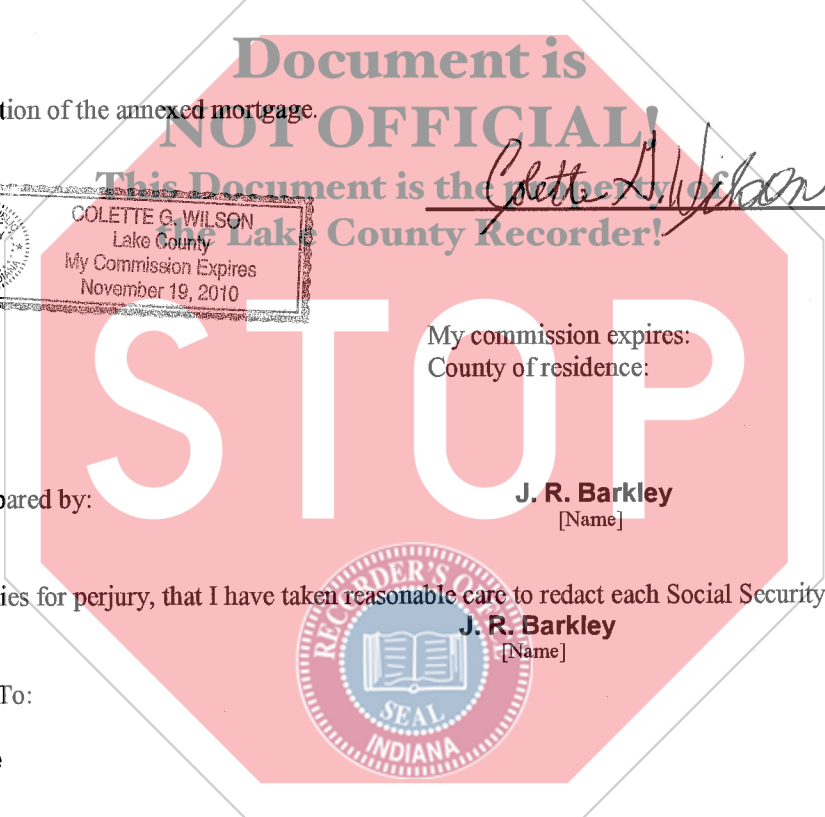 Document is
tion of the annexed mortgage.
NOT OFFICIAL!
This Document is the property of
Colette G. Wilson
the Lake County Recorder!
COLETTE G. WILSON
Lake County
My Commission Expires
November 19, 2010
STOP
My commission expires:
County of residence:
pared by:
J. R. Barkley
[Name]
ies for perjury, that I have taken reasonable care to redact each Social Security
J. R. Barkley
[Name]
RECORDER'S OFFICE
SEAL
INDIANA
To:
e